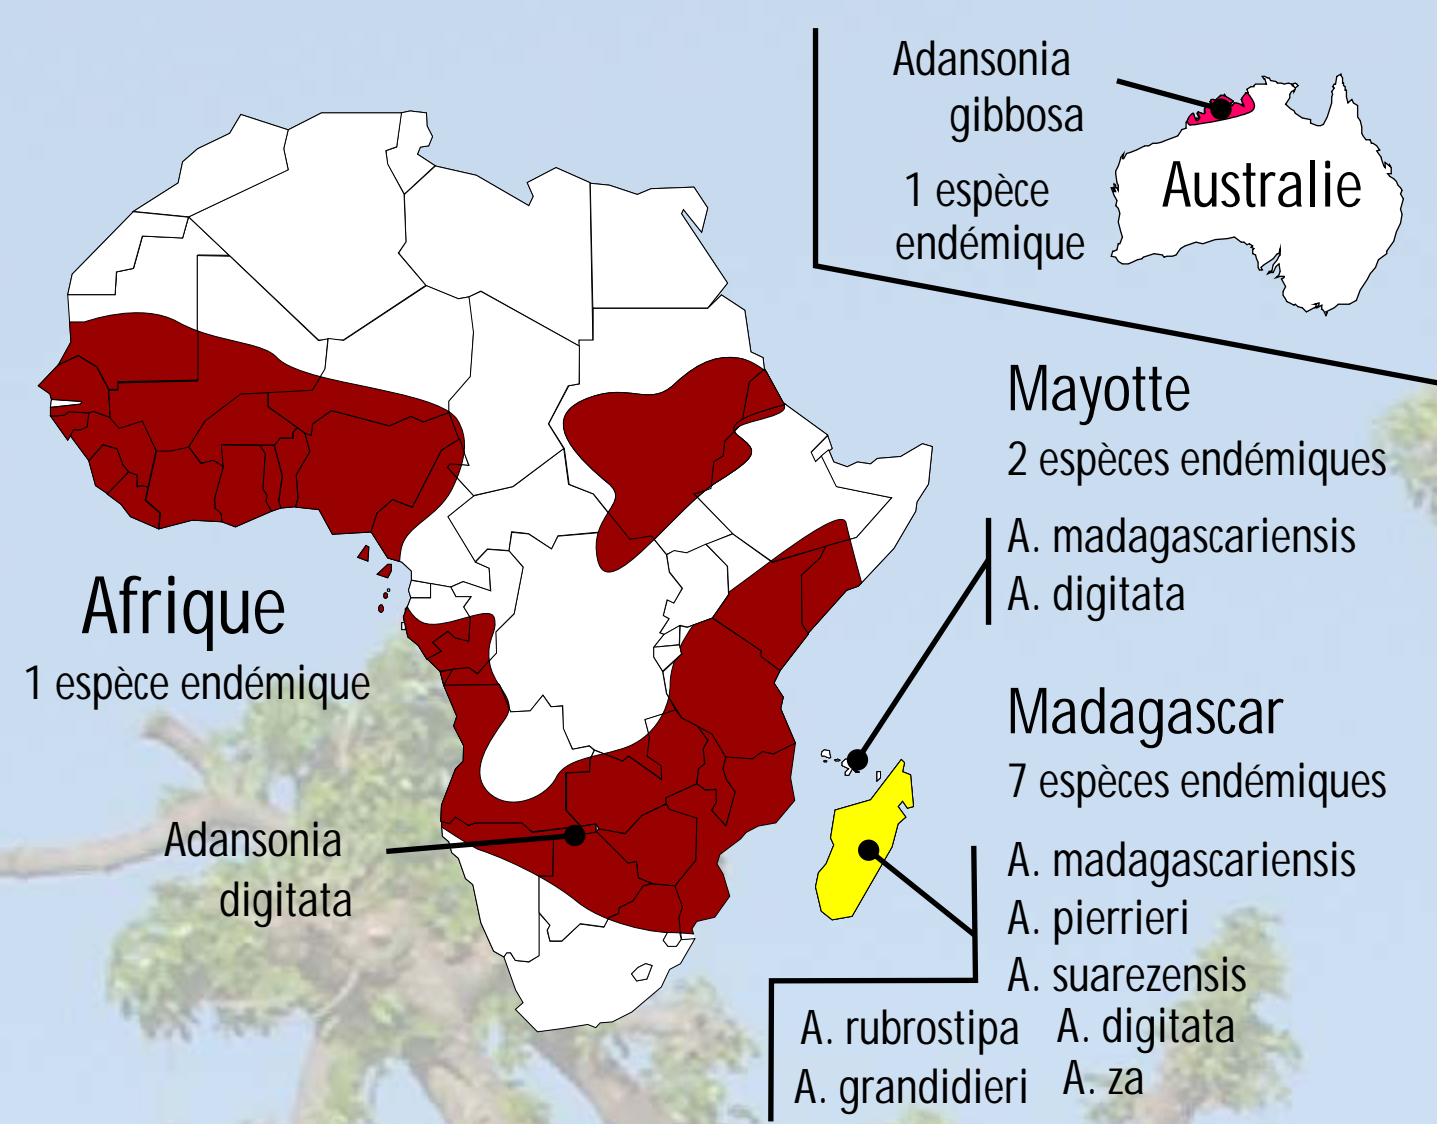 Adansonia
gibbosa
1 espèce
endémique
Australie
Mayotte
2 espèces endémiques
A. madagascariensis
A. digitata
Afrique
1 espèce endémique
Adansonia
digitata
Madagascar
7 espèces endémiques
A. madagascariensis
A. pierrieri
A. suarezensis
A. rubrostipa A. digitata
A. grandidieri A. za